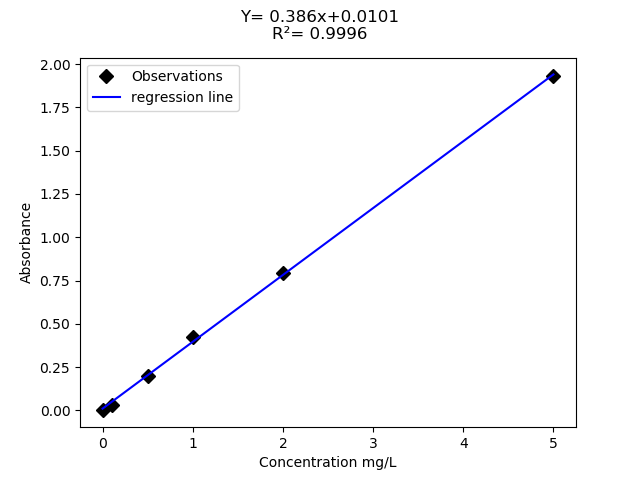 Y= 0.386x+0.0101
R²= 0.9996
Observations
regression line
2.00
1.75
1.50
1.25
1.00
0.75
0.50
0.25
0.00
Absorbance
0 1 2 3 4 5
Concentration mg/L